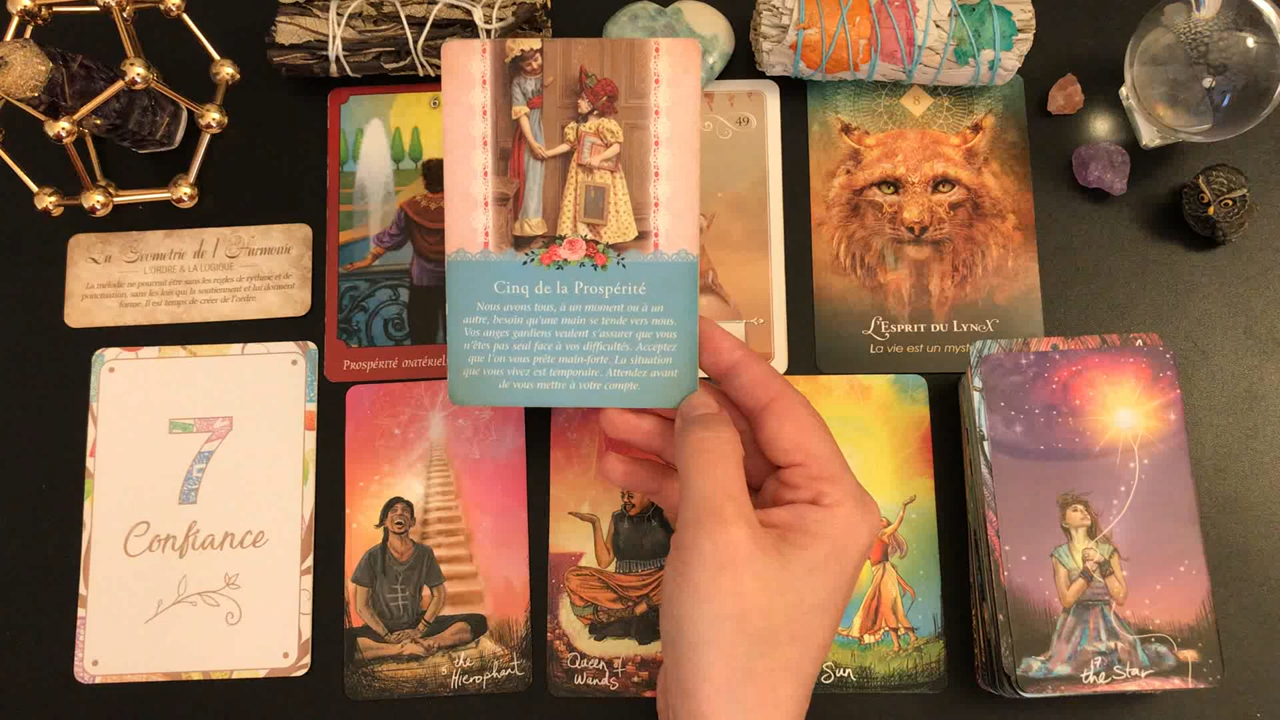 6
49
8
La Géométrie de l'Harmonie
L'ORDRE & LA LOGIQUE
La mélodie ne pourrait être sans les règles de rythme et de
ponctuation, sans les lois qui la soutiennent et lui donnent
forme. Il est temps de créer de l'ordre.
Cinq de la Prospérité
Nous avons tous, à un moment ou à un
autre, besoin qu'une main se tende vers nous.
Vos anges gardiens veulent s'assurer que vous
n'êtes pas seul face à vos difficultés. Acceptez
que l'on vous prête main-forte. La situation
que vous vivez est temporaire. Attendez avant
de vous mettre à votre compte.
Prospérité matériel
L'ESPRIT DU LYNX
La vie est un myst
7
Confiance
5 the
Hierophant
Queen of
Wands
Sun
17
the Star